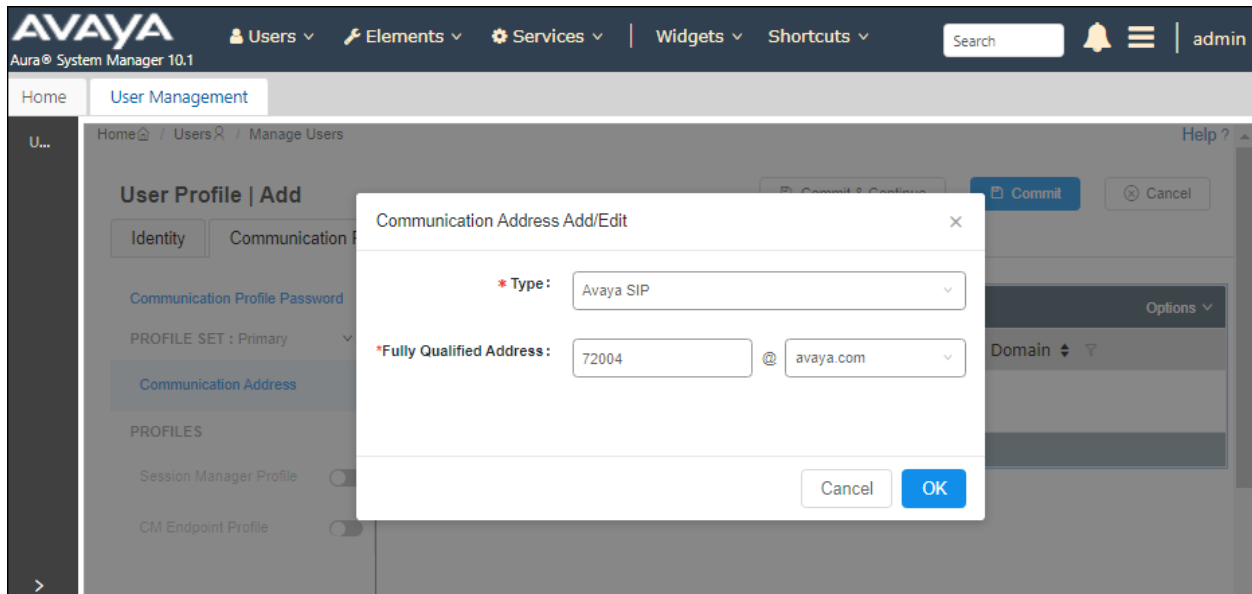 AVAYA
Aura® System Manager 10.1
Users
Elements
Services
Widgets
Shortcuts
Search
admin
Home
User Management
U...
Home / Users / Manage Users
Help ?
User Profile | Add
Commit & Continue
Commit
Cancel
Identity
Communication
Communication Address Add/Edit
* Type:
Avaya SIP
*Fully Qualified Address:
72004
@
avaya.com
Cancel
OK
Communication Profile Password
PROFILE SET : Primary
Communication Address
PROFILES
Session Manager Profile
CM Endpoint Profile
Options
Domain